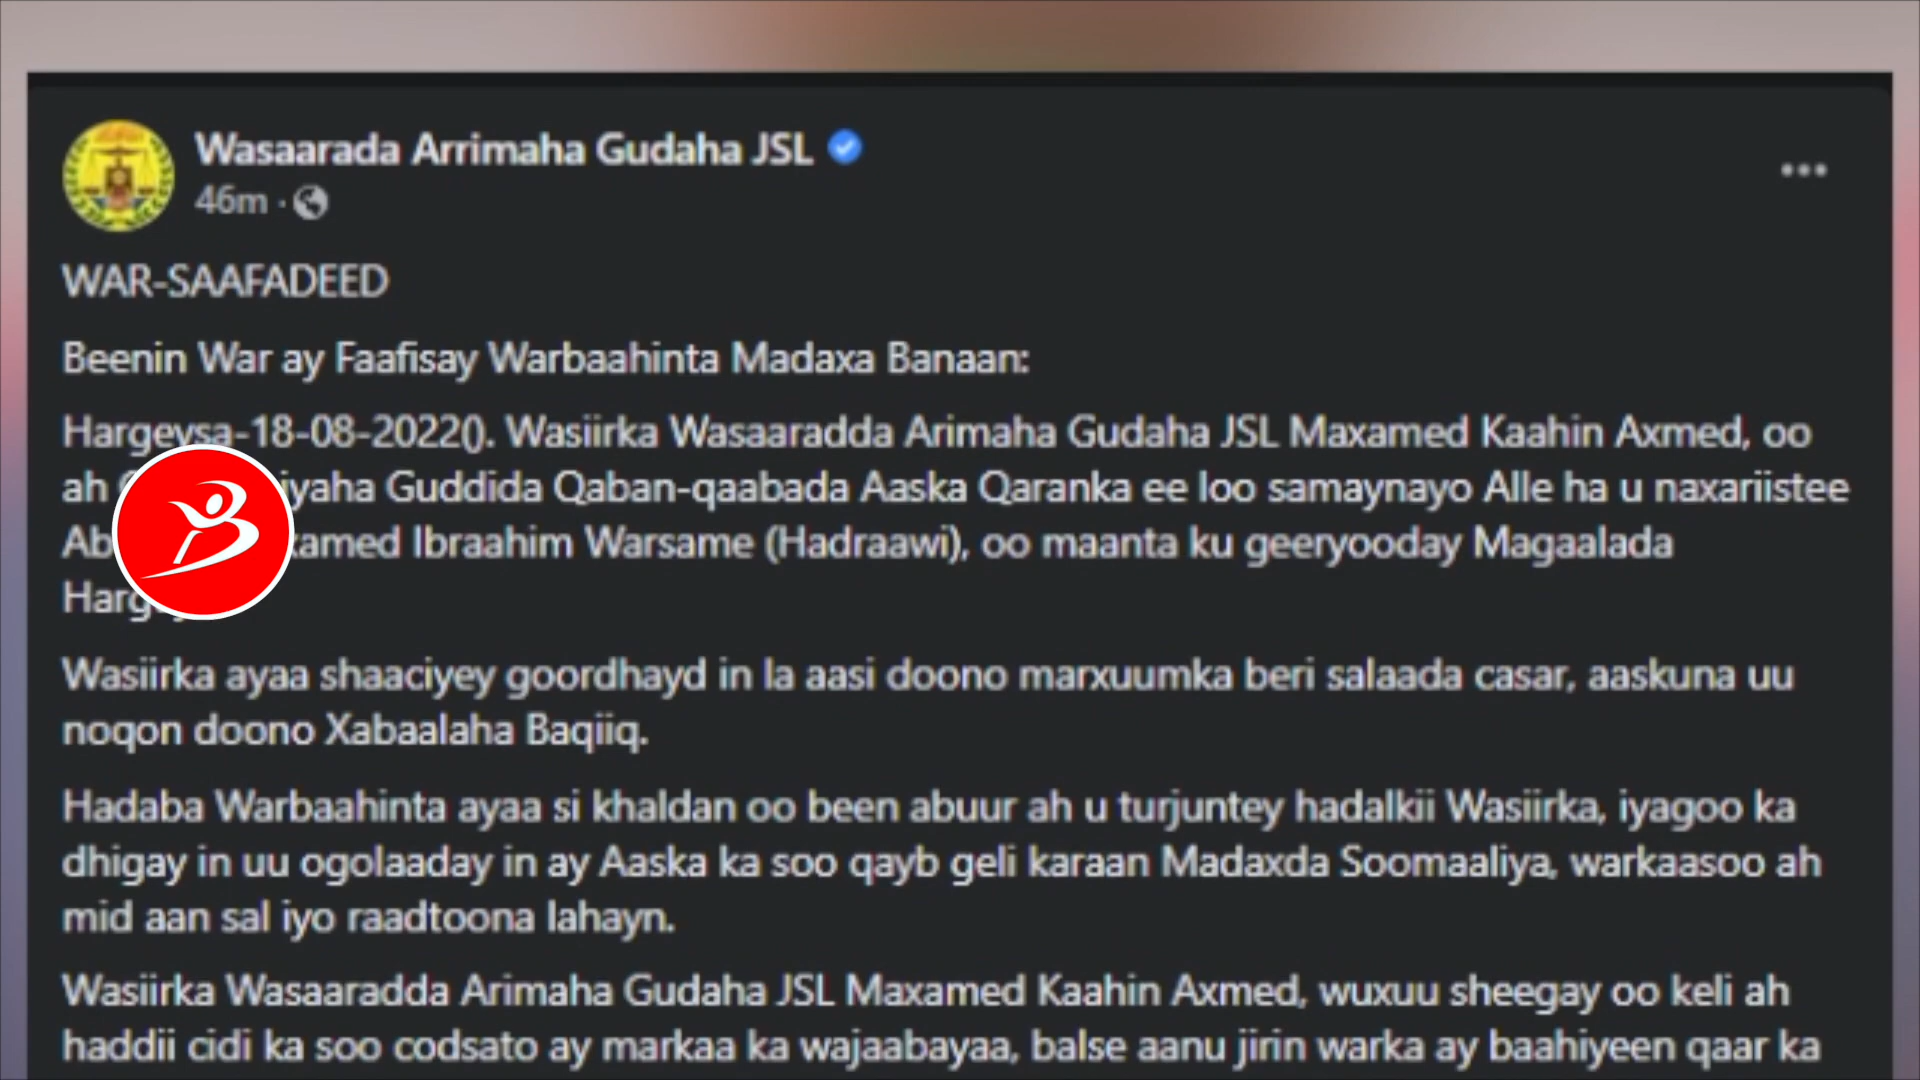 Wasaarada Arrimaha Gudaha JSL
46m ·
WAR-SAAFADEED
Beenin War ay Faafisay Warbaahinta Madaxa Banaan:
Hargeysa-18-08-2022(). Wasiirka Wasaaradda Arimaha Gudaha JSL Maxamed Kaahin Axmed, oo
ah Guddida Qaban-qaabada Aaska Qaranka ee loo samaynayo Alle ha u naxariistee
Ibraahim Warsame (Hadraawi), oo maanta ku geeryooday Magaalada
Wasiirka ayaa shaaciyey goordhayd in la aasi doono marxuumka beri salaada casar, aaskuna uu
noqon doono Xabaalaha Baqiiq.
Hadaba Warbaahinta ayaa si khaldan oo been abuur ah u turjuntey hadalkii Wasiirka, iyagoo ka
dhigay in uu ogolaaday in ay Aaska ka soo qayb geli karaan Madaxda Soomaaliya, warkaasoo ah
mid aan sal iyo raadtoona lahayn.
Wasiirka Wasaaradda Arimaha Gudaha JSL Maxamed Kaahin Axmed, wuxuu sheegay oo keli ah
haddii cidi ka soo codsato ay markaa ka wajaabayaa, balse aanu jirin warka ay baahiyeen qaar ka